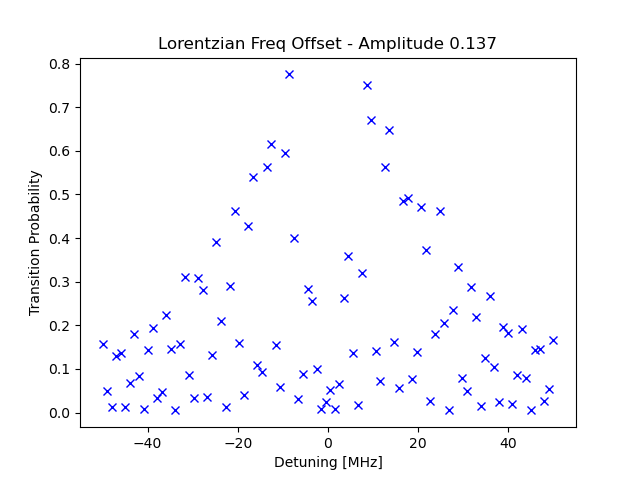 Lorentzian Freq Offset - Amplitude 0.137
0.8
0.7
0.6
0.5
0.4
0.3
0.2
0.1
0.0
Transition Probability
−40 −20 0 20 40
Detuning [MHz]